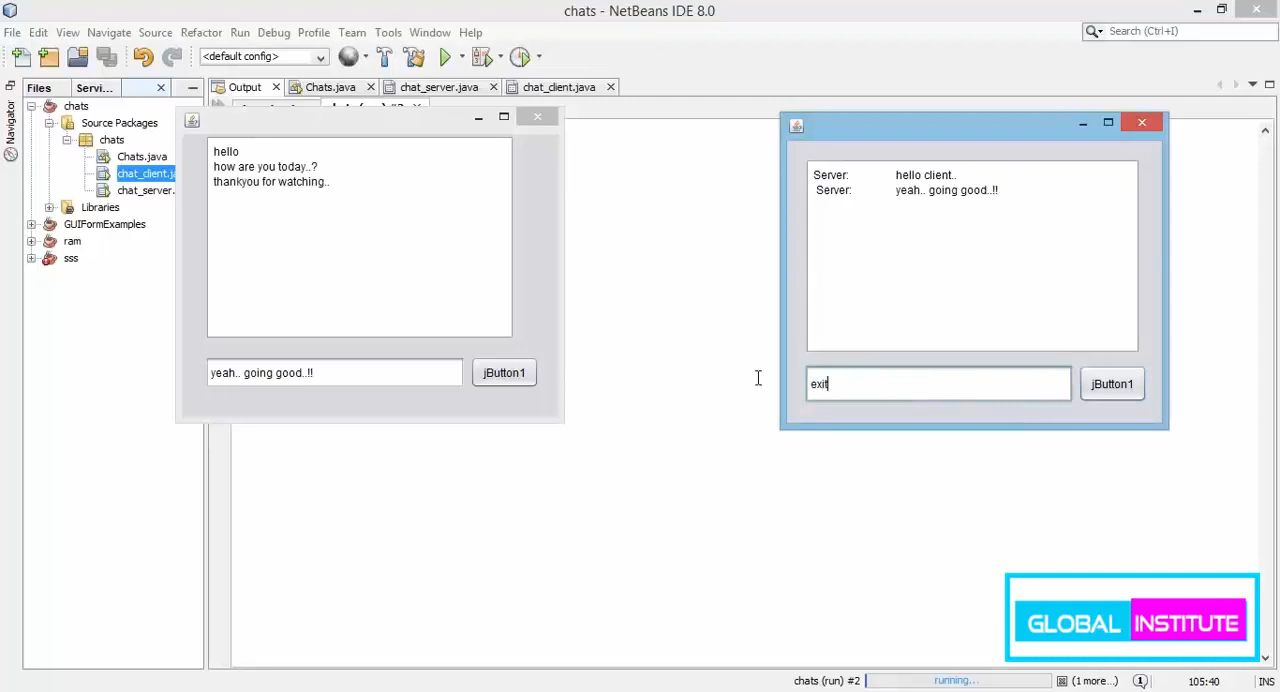 chats - NetBeans IDE 8.0
File Edit View Navigate Source Refactor Run Debug Profile Team Tools Window Help
Search (Ctrl+I)
<default config>
Files Servi...
Output Chats.java chat_server.java chat_client.java
Navigator
chats
Source Packages
chats
Chats.java
chat_client.ja
chat_server.
Libraries
GUIFormExamples
ram
sss
hello
how are you today..?
thankyou for watching..
yeah.. going good..!!
jButton1
Server: hello client..
Server: yeah.. going good..!!
exit
jButton1
GLOBAL INSTITUTE
chats (run) #2 running... (1 more...) 105:40 INS